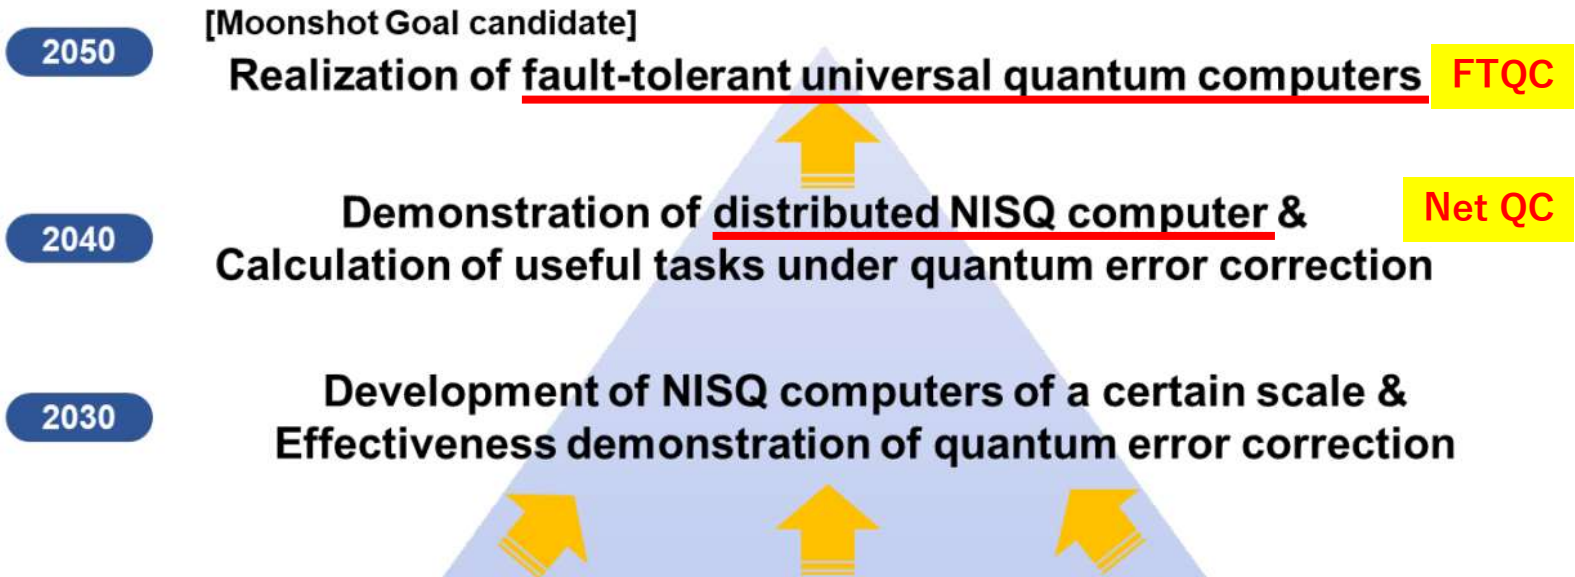 [Moonshot Goal candidate]
2050
Realization of fault-tolerant universal quantum computers
FTQC
2040
Demonstration of distributed NISQ computer &
Net QC
Calculation of useful tasks under quantum error correction
2030
Development of NISQ computers of a certain scale &
Effectiveness demonstration of quantum error correction